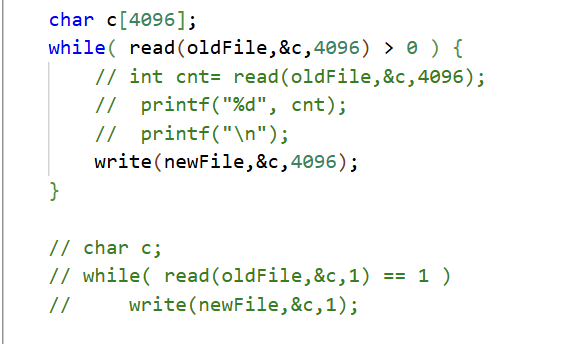 char c[4096];
while( read(oldFile,&c,4096) > 0 ) {
// int cnt= read(oldFile,&c,4096);
//  printf("%d", cnt);
//  printf("\n");
write(newFile,&c,4096);
}
// char c;
// while( read(oldFile,&c,1) == 1 )
//     write(newFile,&c,1);